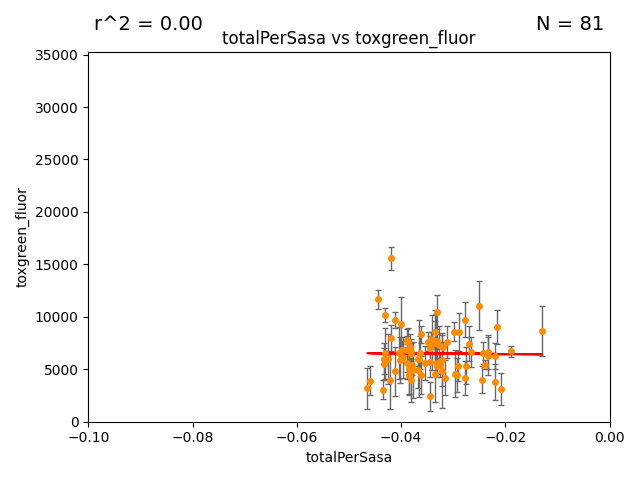 r^2 = 0.00
N = 81
totalPerSasa vs toxgreen_fluor
35000
30000
25000
20000
15000
10000
5000
0
toxgreen_fluor
−0.10
−0.08
−0.06
−0.04
−0.02
0.00
totalPerSasa